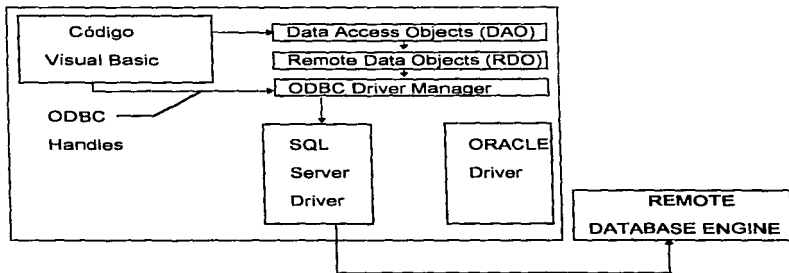 Código
Visual Basic
Data Access Objects (DAO)
Remote Data Objects (RDO)
ODBC Driver Manager
ODBC
Handles
SQL
Server
Driver
ORACLE
Driver
REMOTE
DATABASE ENGINE